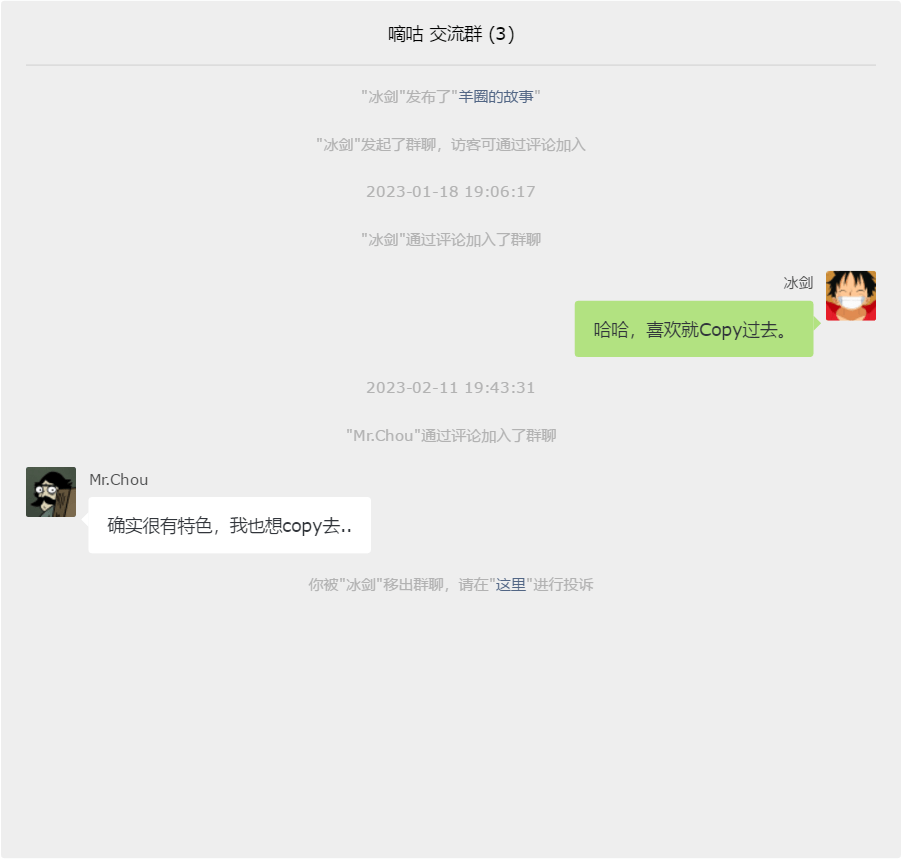 嘀咕 交流群 (3)
"冰剑"发布了"羊圈的故事"
"冰剑"发起了群聊，访客可通过评论加入
2023-01-18 19:06:17
"冰剑"通过评论加入了群聊
冰剑
哈哈，喜欢就Copy过去。
2023-02-11 19:43:31
"Mr.Chou"通过评论加入了群聊
Mr.Chou
确实很有特色，我也想copy去..
你被"冰剑"移出群聊，请在"这里"进行投诉